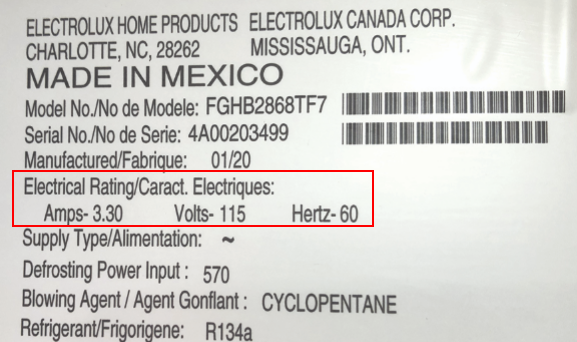 ELECTROLUX HOME PRODUCTS ELECTROLUX CANADA CORP.
CHARLOTTE, NC, 28262 MISSISSAUGA, ONT.
MADE IN MEXICO
Model No./No de Modele: FGHB2868TF7
Serial No./No de Serie: 4A00203499
Manufactured/Fabrique: 01/20
Electrical Rating/Caract. Electriques:
Amps- 3.30 Volts- 115 Hertz- 60
Supply Type/Alimentation: ~
Defrosting Power Input : 570
Blowing Agent / Agent Gonflant : CYCLOPENTANE
Refrigerant/Frigorigene: R134a